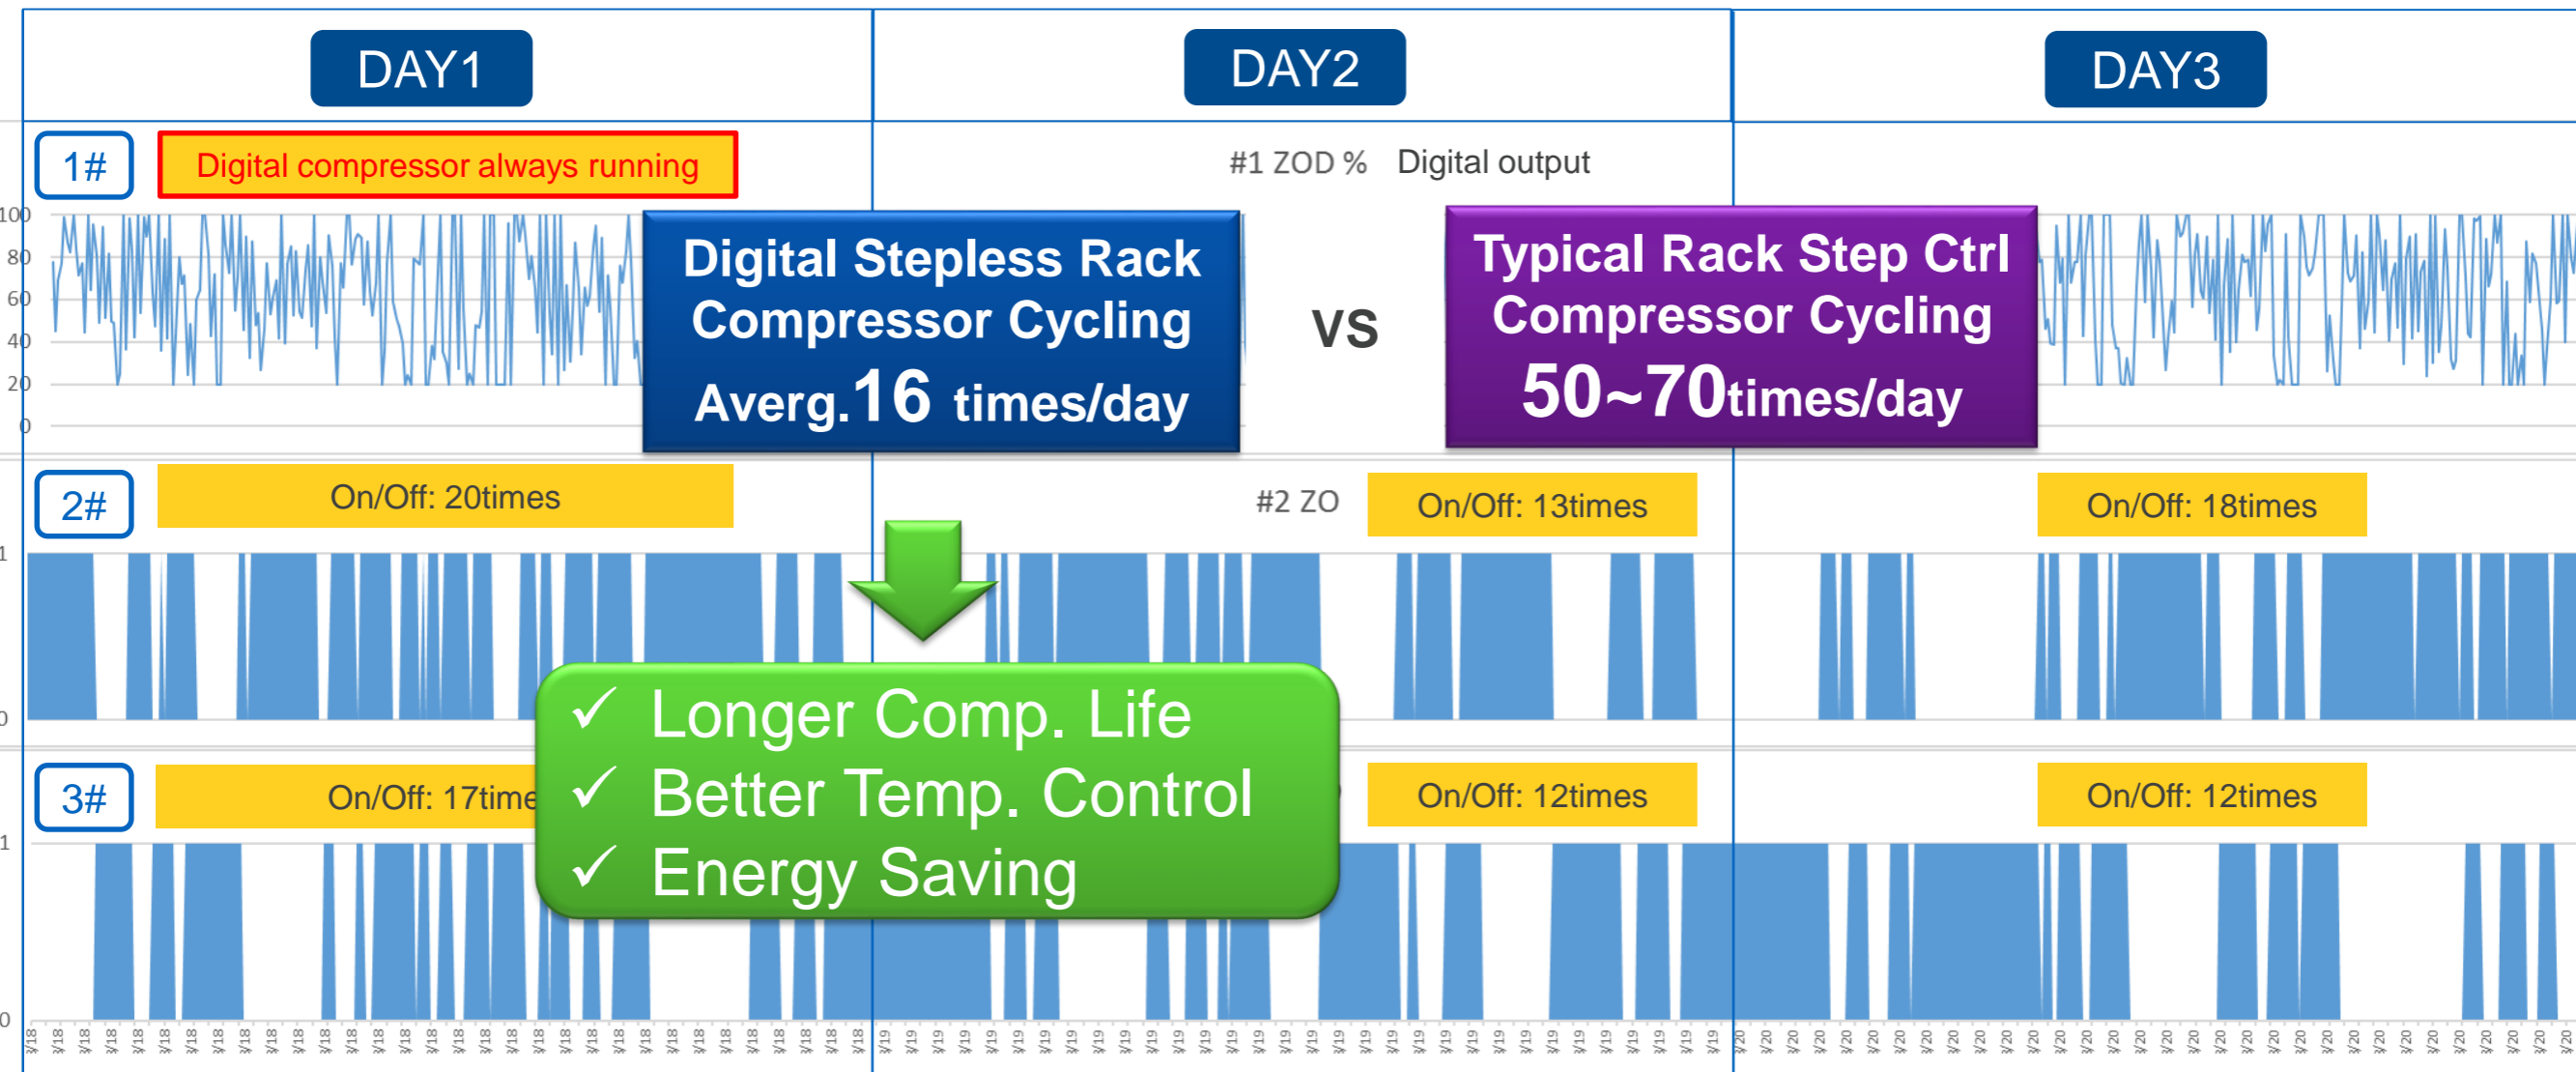 DAY1
DAY2
DAY3
1#
Digital compressor always running
#1 ZOD %
Digital output
100
80
60
40
20
0
Digital Stepless Rack
Compressor Cycling
Averg.16 times/day
VS
Typical Rack Step Ctrl
Compressor Cycling
50~70times/day
2#
On/Off: 20times
#2 ZO
On/Off: 13times
On/Off: 18times
1
0
✓ Longer Comp. Life
✓ Better Temp. Control
✓ Energy Saving
3#
On/Off: 17time
On/Off: 12times
On/Off: 12times
1
0